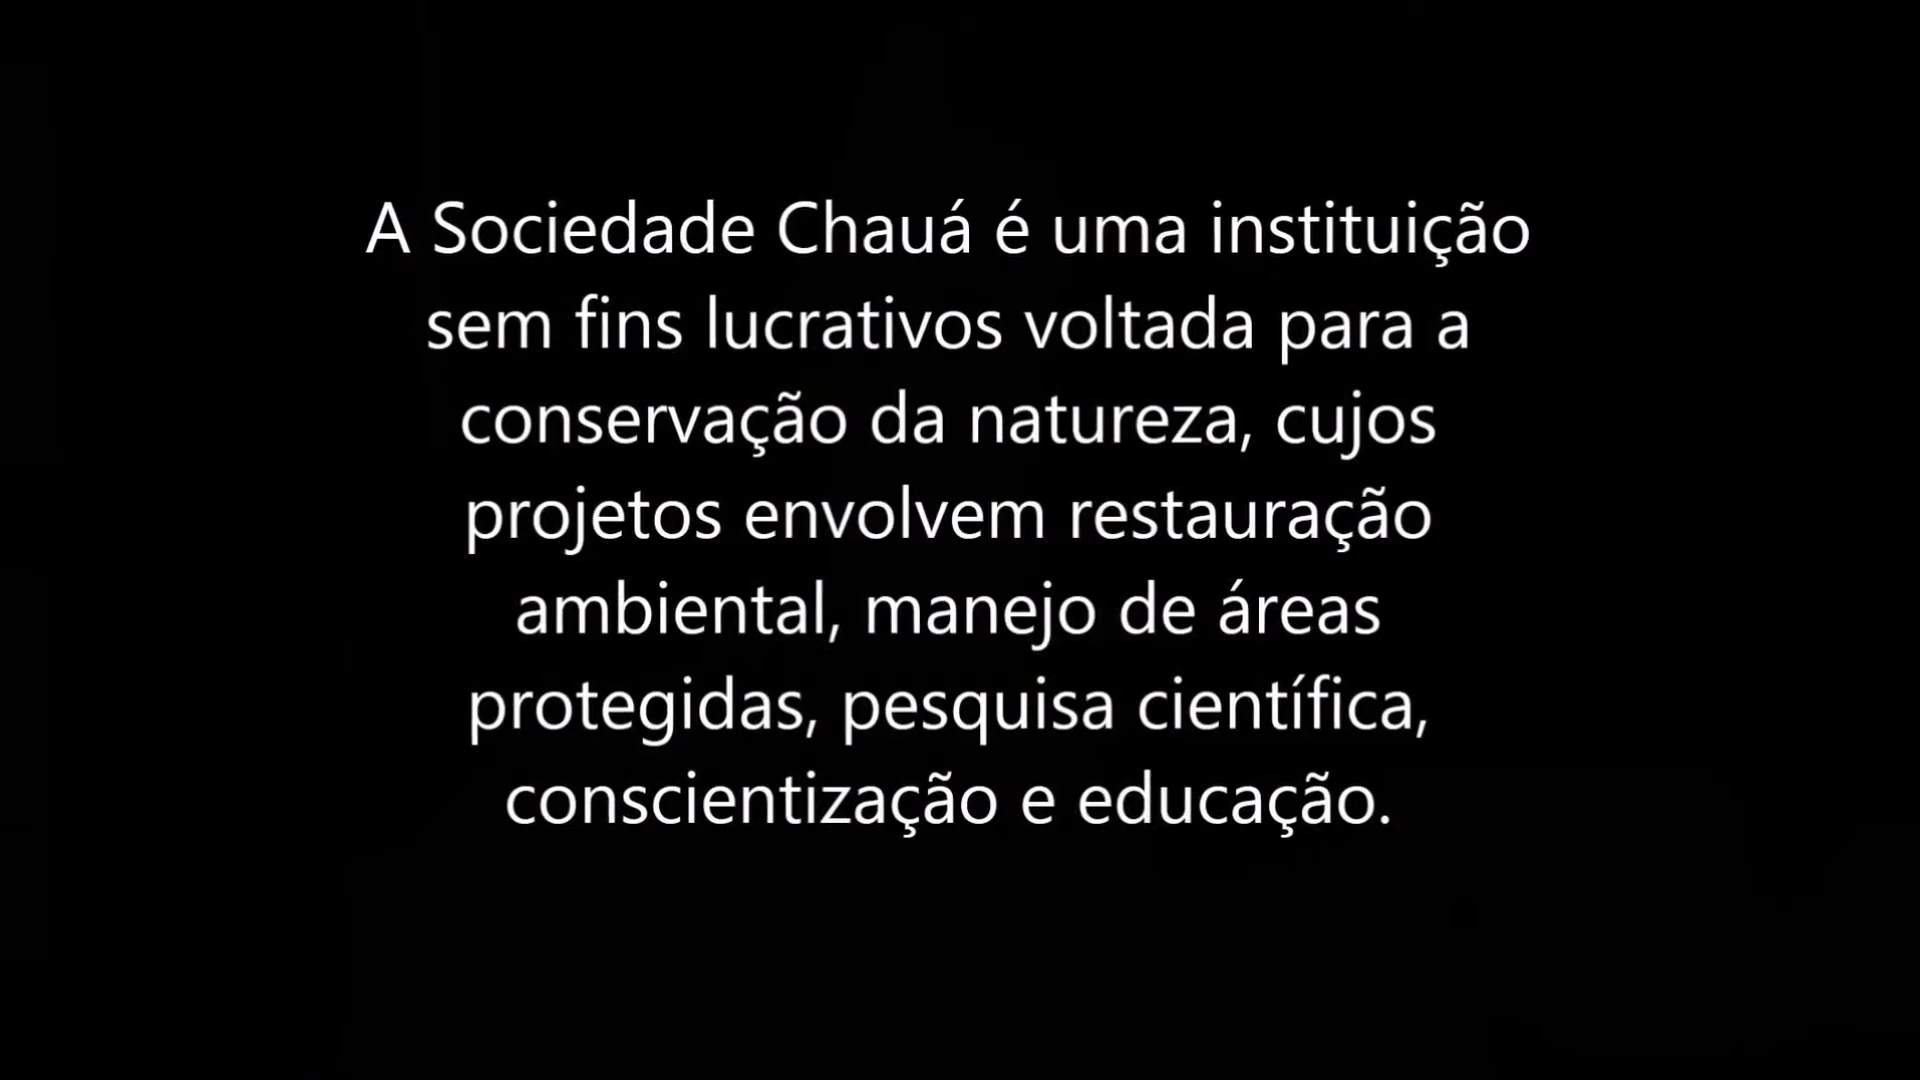 A Sociedade Chauá é uma instituição
sem fins lucrativos voltada para a
conservação da natureza, cujos
projetos envolvem restauração
ambiental, manejo de áreas
protegidas, pesquisa científica,
conscientização e educação.